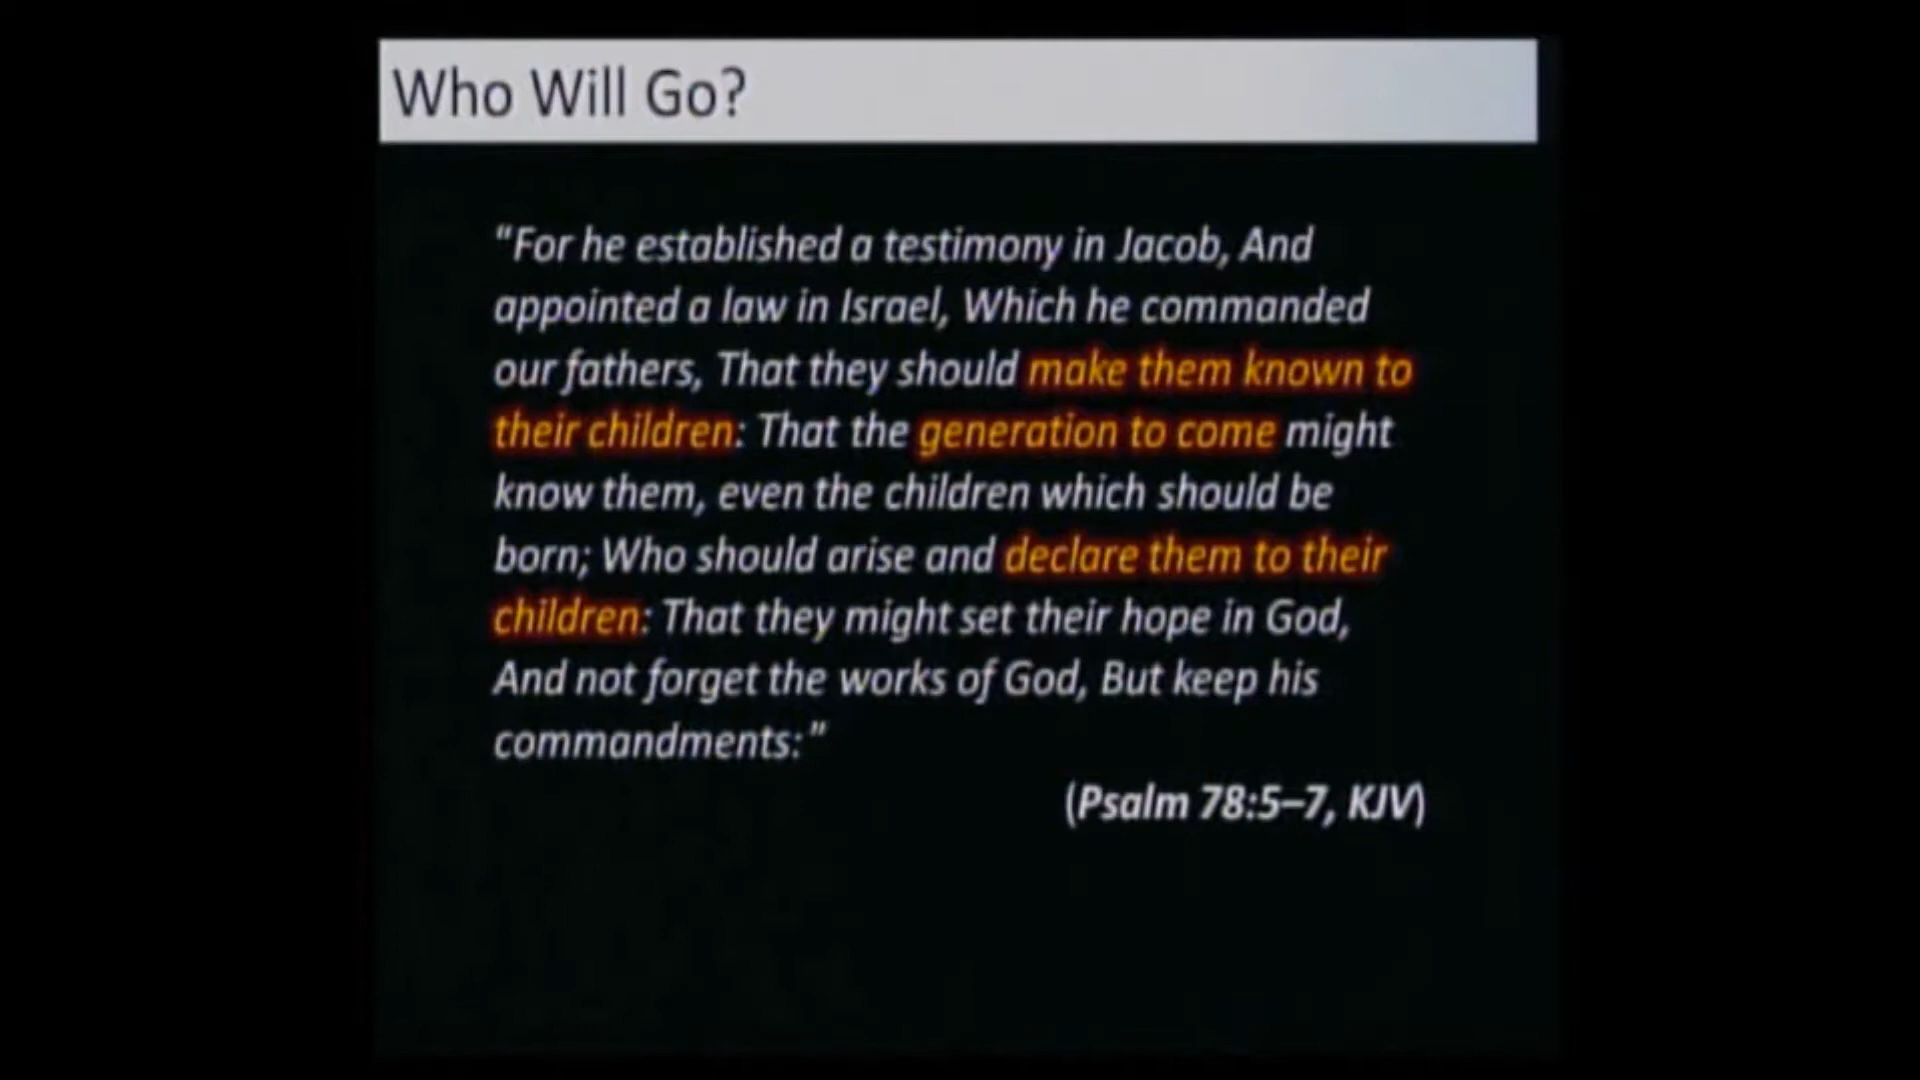 Who Will Go?
"For he established a testimony in Jacob, And
appointed a law in Israel, Which he commanded
our fathers, That they should make them known to
their children: That the generation to come might
know them, even the children which should be
born; Who should arise and declare them to their
children: That they might set their hope in God,
And not forget the works of God, But keep his
commandments:"
(Psalm 78:5–7, KJV)